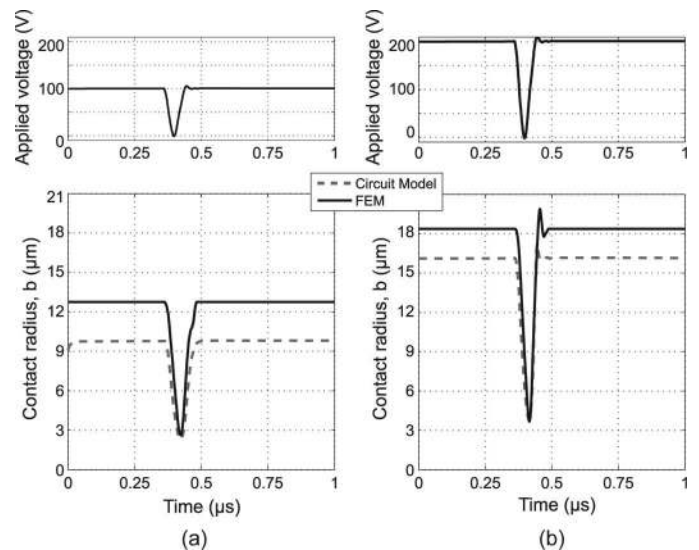 Applied voltage (V)
200
100
0
0 0.25 0.5 0.75 1
Applied voltage (V)
200
100
0
0 0.25 0.5 0.75 1
Circuit Model
FEM
Contact radius, b (µm)
21
18
15
12
9
6
3
0
0 0.25 0.5 0.75 1
Time (µs)
(a)
Contact radius, b (µm)
18
15
12
9
6
3
0
0 0.25 0.5 0.75 1
Time (µs)
(b)